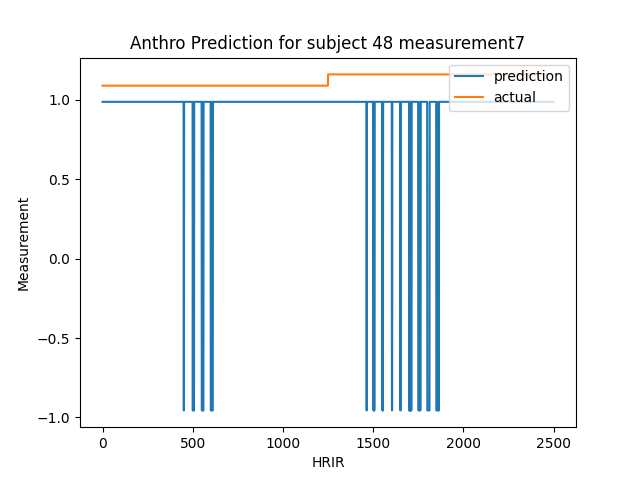 Anthro Prediction for subject 48 measurement7
prediction
actual
Measurement
1.0
0.5
0.0
−0.5
−1.0
0 500 1000 1500 2000 2500
HRIR